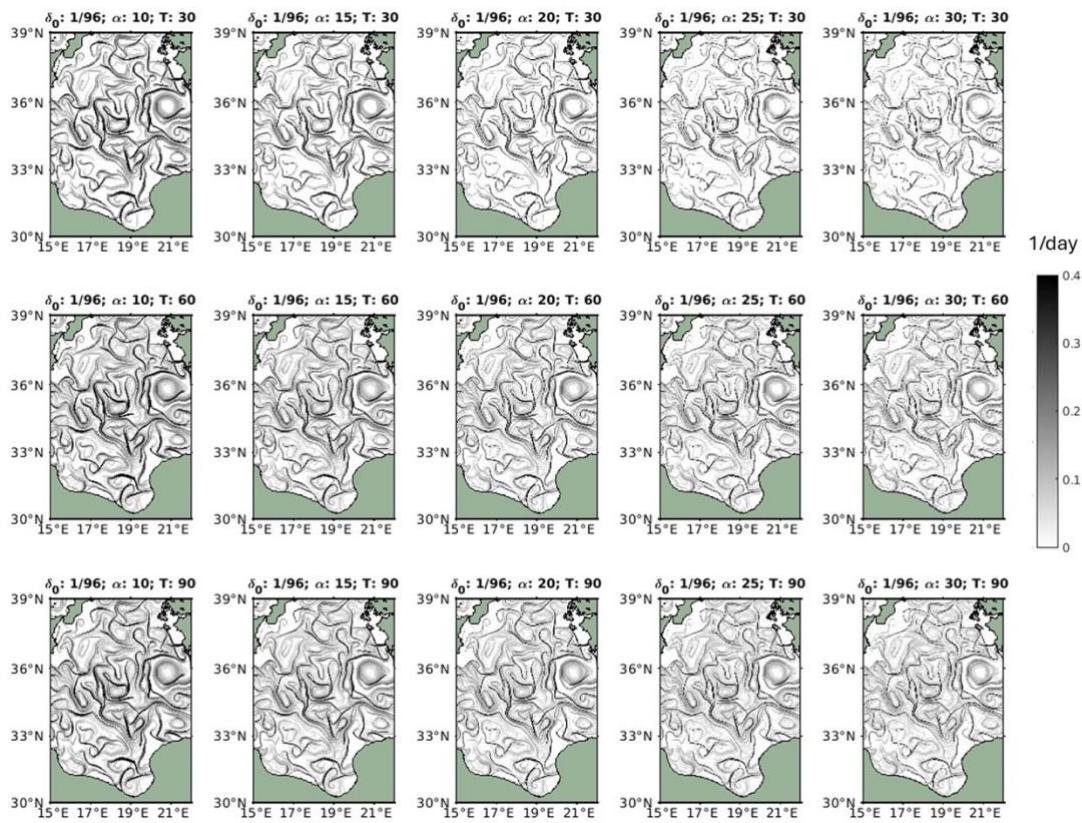 δ0: 1/96; α: 10; T: 30
δ0: 1/96; α: 15; T: 30
δ0: 1/96; α: 20; T: 30
δ0: 1/96; α: 25; T: 30
δ0: 1/96; α: 30; T: 30
39°N 39°N 39°N 39°N 39°N
36°N 36°N 36°N 36°N 36°N
33°N 33°N 33°N 33°N 33°N
30°N 30°N 30°N 30°N 30°N
15°E 17°E 19°E 21°E 15°E 17°E 19°E 21°E 15°E 17°E 19°E 21°E 15°E 17°E 19°E 21°E 15°E 17°E 19°E 21°E
1/day
0.4
0.3
0.2
0.1
0
δ0: 1/96; α: 10; T: 60
δ0: 1/96; α: 15; T: 60
δ0: 1/96; α: 20; T: 60
δ0: 1/96; α: 25; T: 60
δ0: 1/96; α: 30; T: 60
39°N 39°N 39°N 39°N 39°N
36°N 36°N 36°N 36°N 36°N
33°N 33°N 33°N 33°N 33°N
30°N 30°N 30°N 30°N 30°N
15°E 17°E 19°E 21°E 15°E 17°E 19°E 21°E 15°E 17°E 19°E 21°E 15°E 17°E 19°E 21°E 15°E 17°E 19°E 21°E
δ0: 1/96; α: 10; T: 90
δ0: 1/96; α: 15; T: 90
δ0: 1/96; α: 20; T: 90
δ0: 1/96; α: 25; T: 90
δ0: 1/96; α: 30; T: 90
39°N 39°N 39°N 39°N 39°N
36°N 36°N 36°N 36°N 36°N
33°N 33°N 33°N 33°N 33°N
30°N 30°N 30°N 30°N 30°N
15°E 17°E 19°E 21°E 15°E 17°E 19°E 21°E 15°E 17°E 19°E 21°E 15°E 17°E 19°E 21°E 15°E 17°E 19°E 21°E